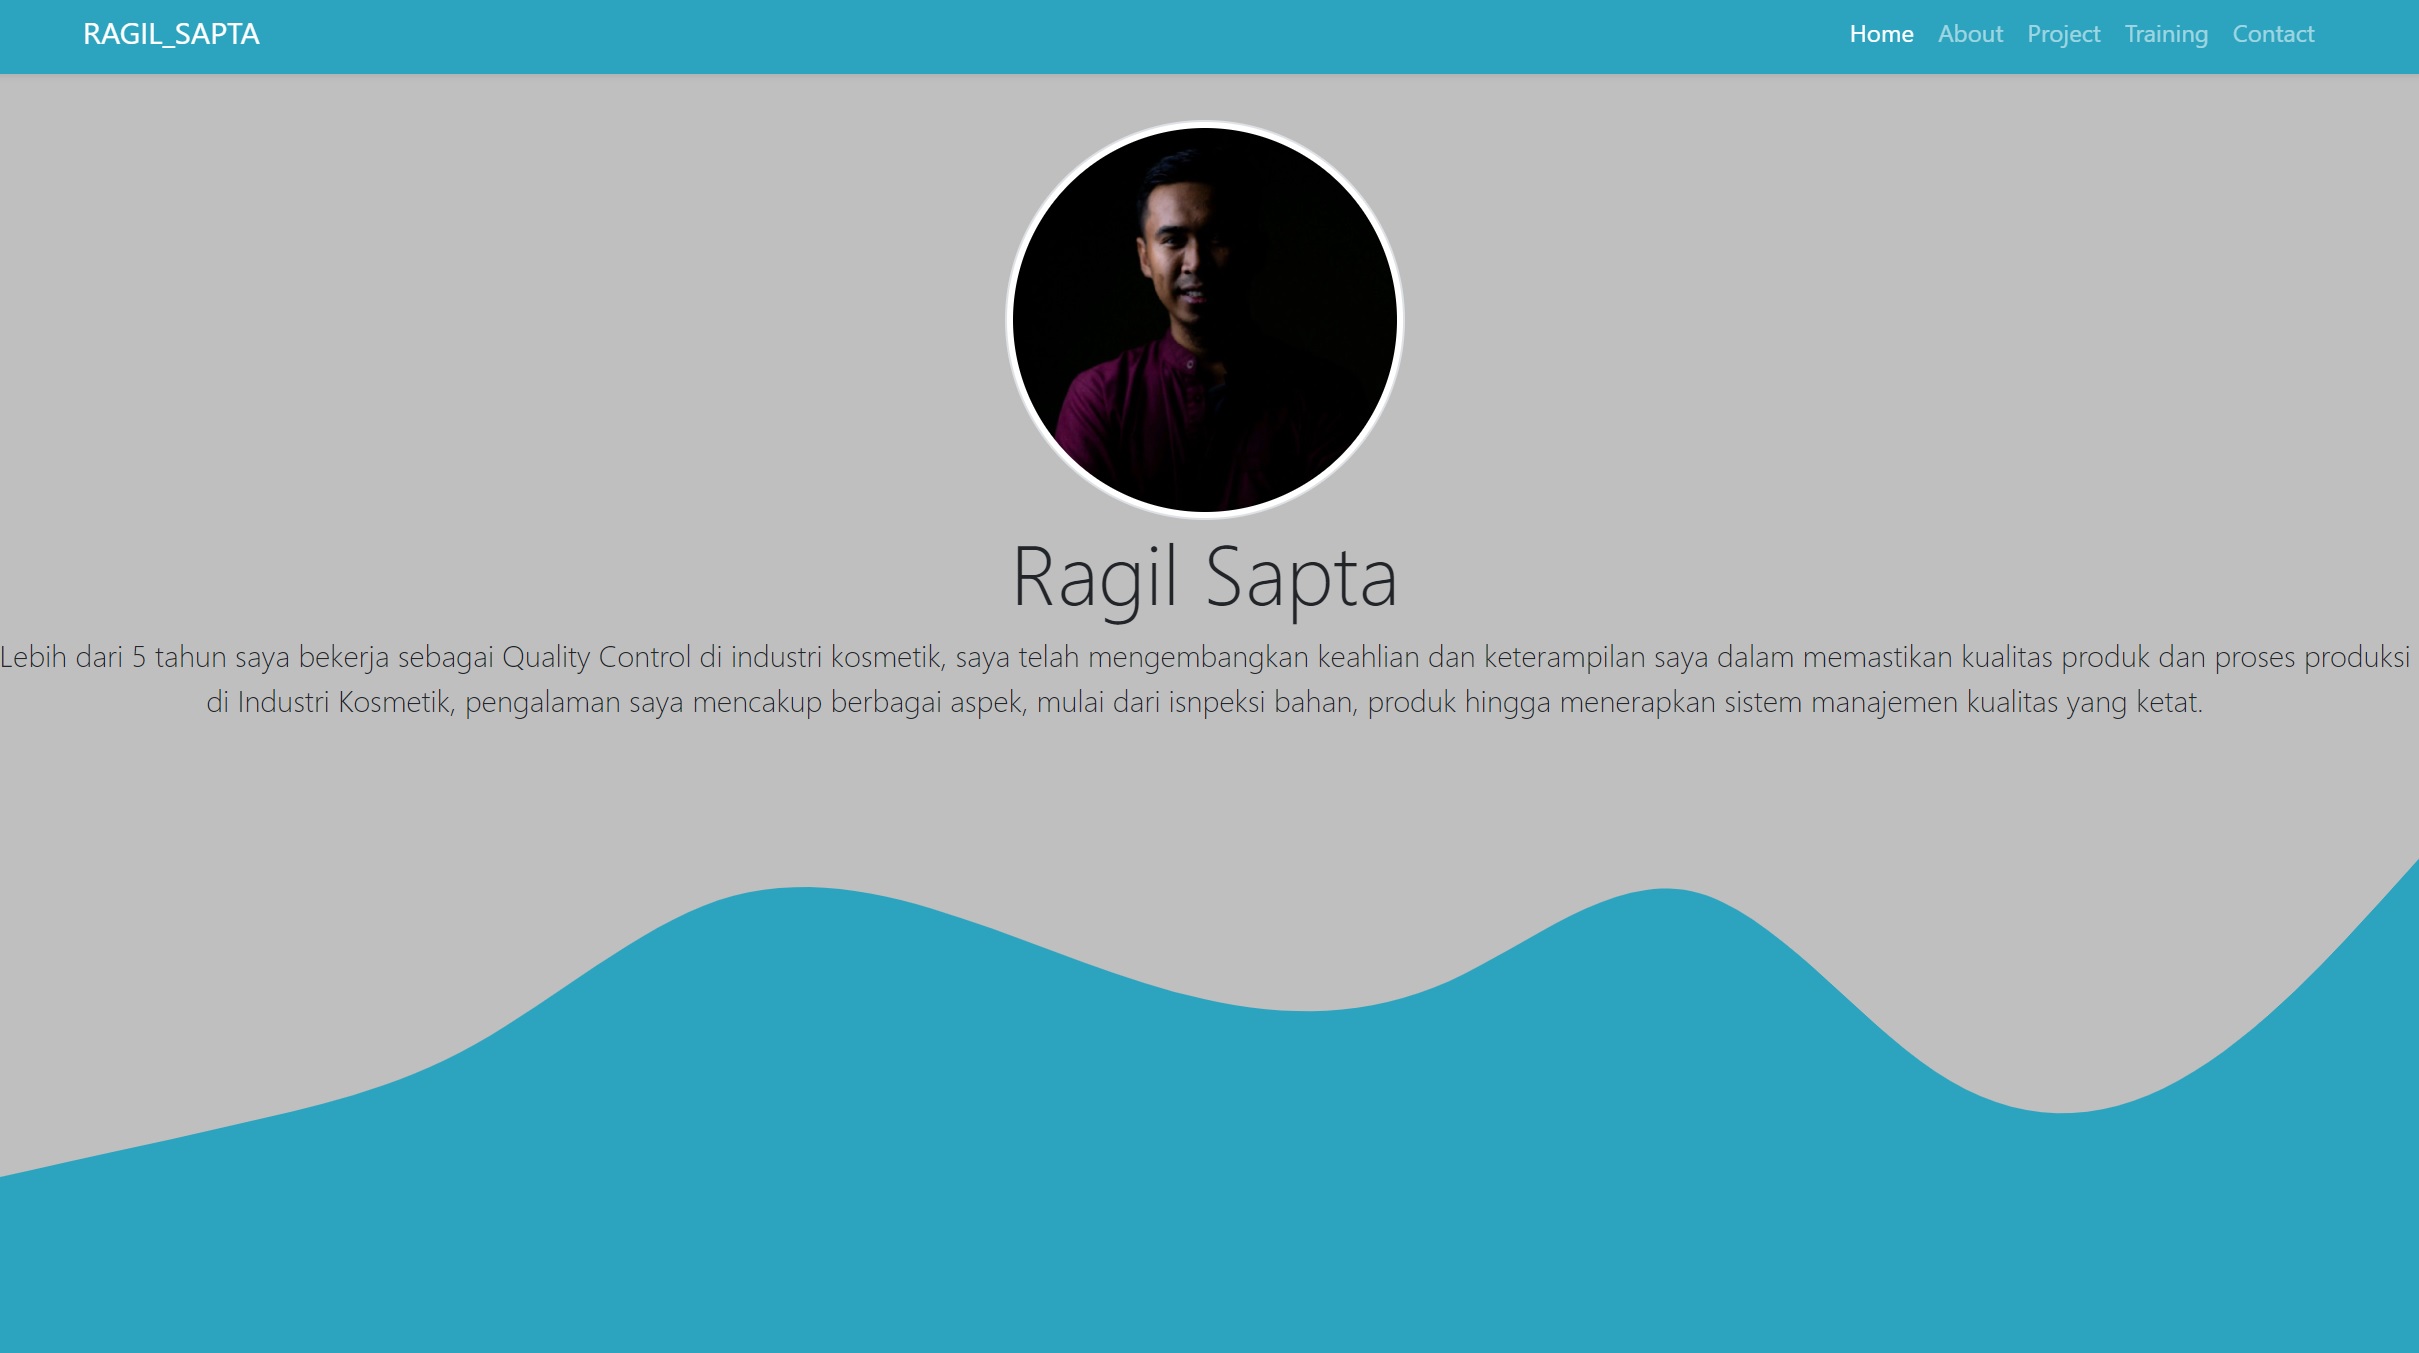 RAGIL_SAPTA
Home About Project Training Contact
Ragil Sapta
Lebih dari 5 tahun saya bekerja sebagai Quality Control di industri kosmetik, saya telah mengembangkan keahlian dan keterampilan saya dalam memastikan kualitas produk dan proses produksi
di Industri Kosmetik, pengalaman saya mencakup berbagai aspek, mulai dari isnpeksi bahan, produk hingga menerapkan sistem manajemen kualitas yang ketat.